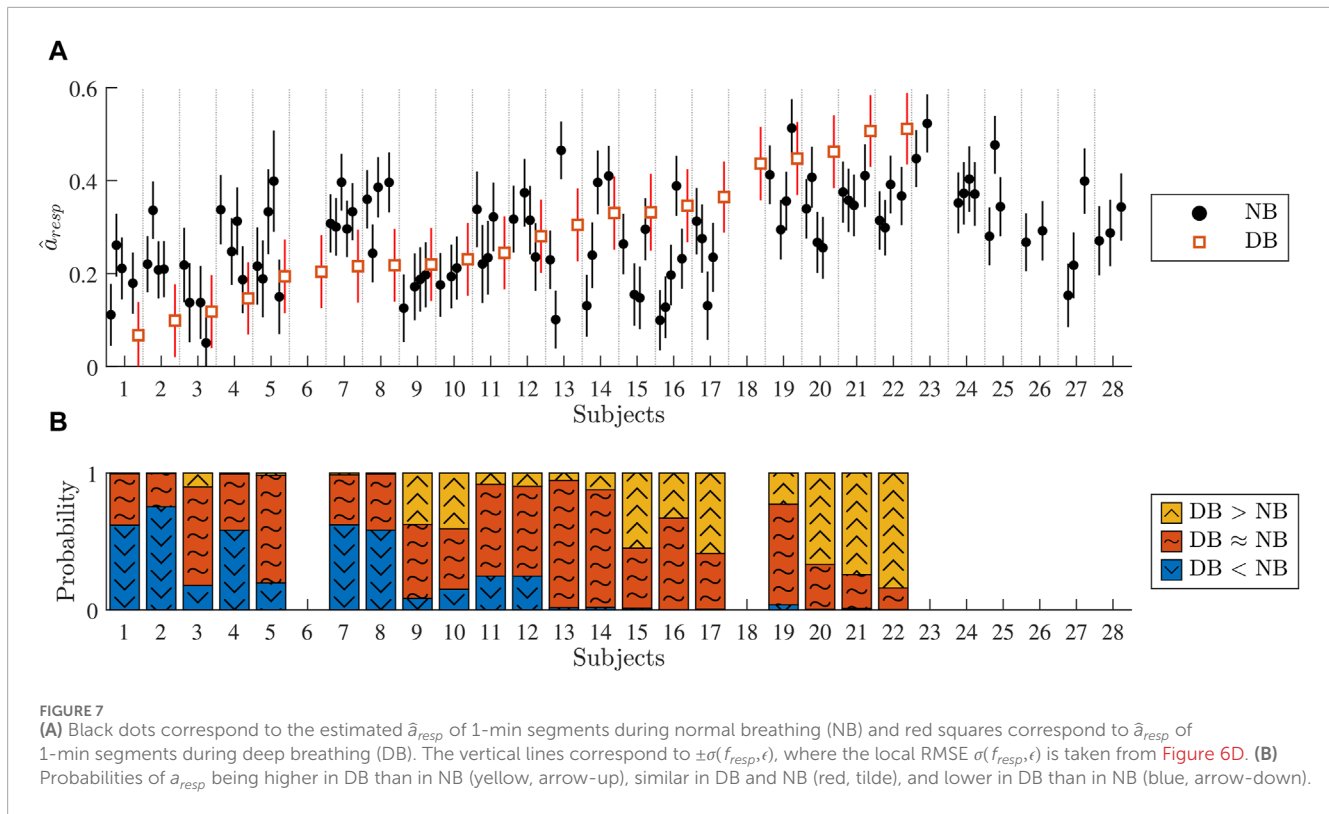 A
0.6
0.4
0.2
0
â_resp
1 2 3 4 5 6 7 8 9 10 11 12 13 14 15 16 17 18 19 20 21 22 23 24 25 26 27 28
Subjects
NB
DB
B
1
0
Probability
1 2 3 4 5 6 7 8 9 10 11 12 13 14 15 16 17 18 19 20 21 22 23 24 25 26 27 28
Subjects
DB > NB
DB ≈ NB
DB < NB
FIGURE 7
(A) Black dots correspond to the estimated â_resp of 1-min segments during normal breathing (NB) and red squares correspond to â_resp of
1-min segments during deep breathing (DB). The vertical lines correspond to ±σ(f_resp,ϵ), where the local RMSE σ(f_resp,ϵ) is taken from Figure 6D. (B)
Probabilities of a_resp being higher in DB than in NB (yellow, arrow-up), similar in DB and NB (red, tilde), and lower in DB than in NB (blue, arrow-down).